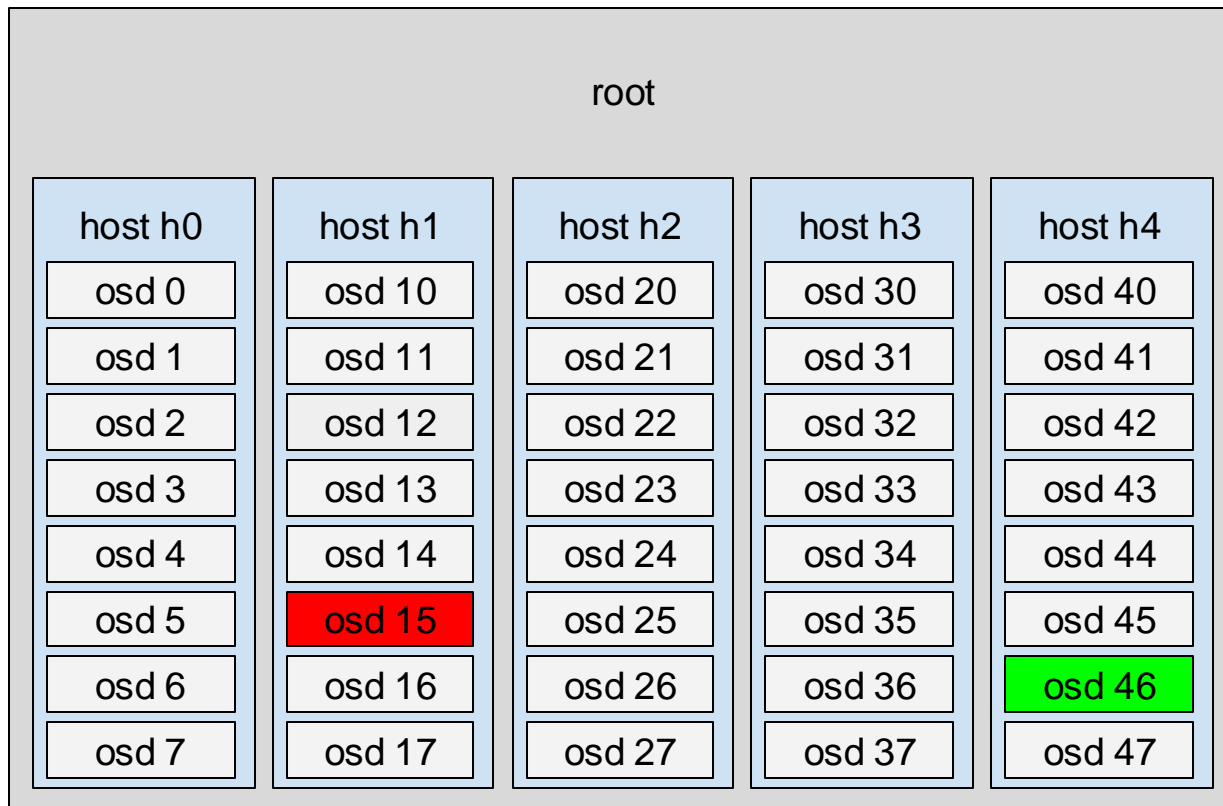 root
host h0
osd 0
osd 1
osd 2
osd 3
osd 4
osd 5
osd 6
osd 7
host h1
osd 10
osd 11
osd 12
osd 13
osd 14
osd 15
osd 16
osd 17
host h2
osd 20
osd 21
osd 22
osd 23
osd 24
osd 25
osd 26
osd 27
host h3
osd 30
osd 31
osd 32
osd 33
osd 34
osd 35
osd 36
osd 37
host h4
osd 40
osd 41
osd 42
osd 43
osd 44
osd 45
osd 46
osd 47